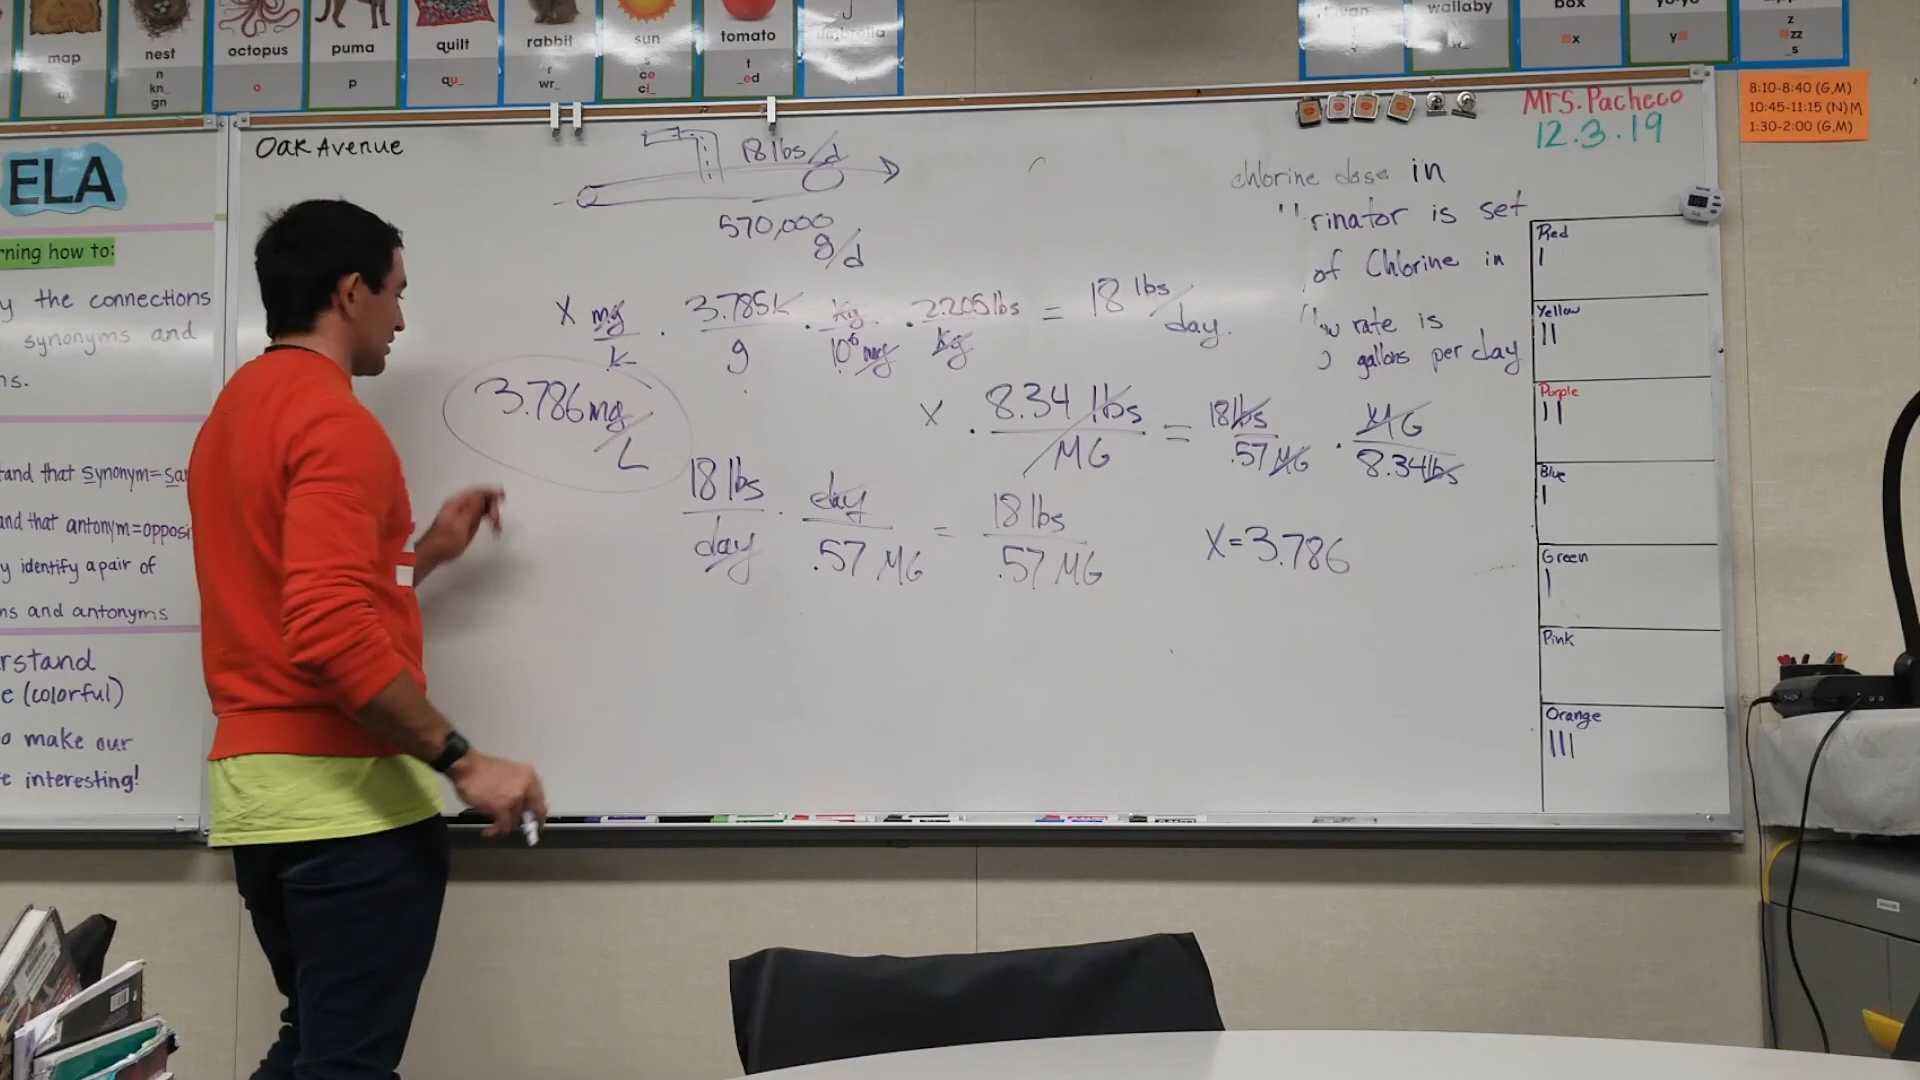 map
nest
n
kn_
gn
octopus
o
puma
p
quilt
qu_
rabbit
r
wr_
sun
s
ce
ci_
tomato
t
_ed
umbrella
wallaby
w_
box
x
yo-yo
y
z
zz
_s
8:10-8:40 (G,M)
10:45-11:15 (N) M
1:30-2:00 (G,M)
Mrs. Pacheco
12.3.19
ELA
rning how to:
y the connections
synonyms and
ns.
tand that synonym=sa
and that antonym=opposi
y identify a pair of
ms and antonyms
rstand
e (colorful)
o make our
e interesting!
Oak Avenue
18 lbs/d
570,000
g/d
chlorine dose in
rinator is set
of Chlorine in
w rate is
gallons per day
X mg/L · 3.785L/g · kg/10⁶ mg · 2.205 lbs/kg = 18 lbs/day.
3.786 mg/L
X · 8.34 lbs/MG = 18 lbs/.57 MG · MG/8.34 lbs
18 lbs/day · day/.57 MG = 18 lbs/.57 MG
X=3.786
Red
Yellow
Purple
Blue
Green
Pink
Orange